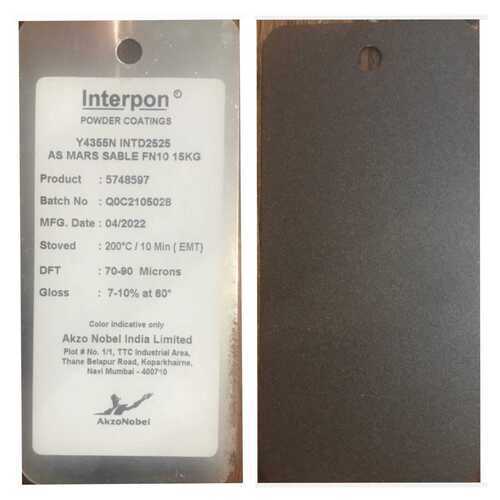 Interpon®
POWDER COATINGS
Y4355N INTD2525
AS MARS SABLE FN10 15KG
Product : 5748597
Batch No : Q0C2105028
MFG. Date : 04/2022
Stoved : 200°C / 10 Min ( EMT)
DFT : 70-90 Microns
Gloss : 7-10% at 60°
Color Indicative only
Akzo Nobel India Limited
Plot # No. 1/1, TTC Industrial Area,
Thane Belapur Road, Koparkhairne,
Navi Mumbai - 400710
AkzoNobel